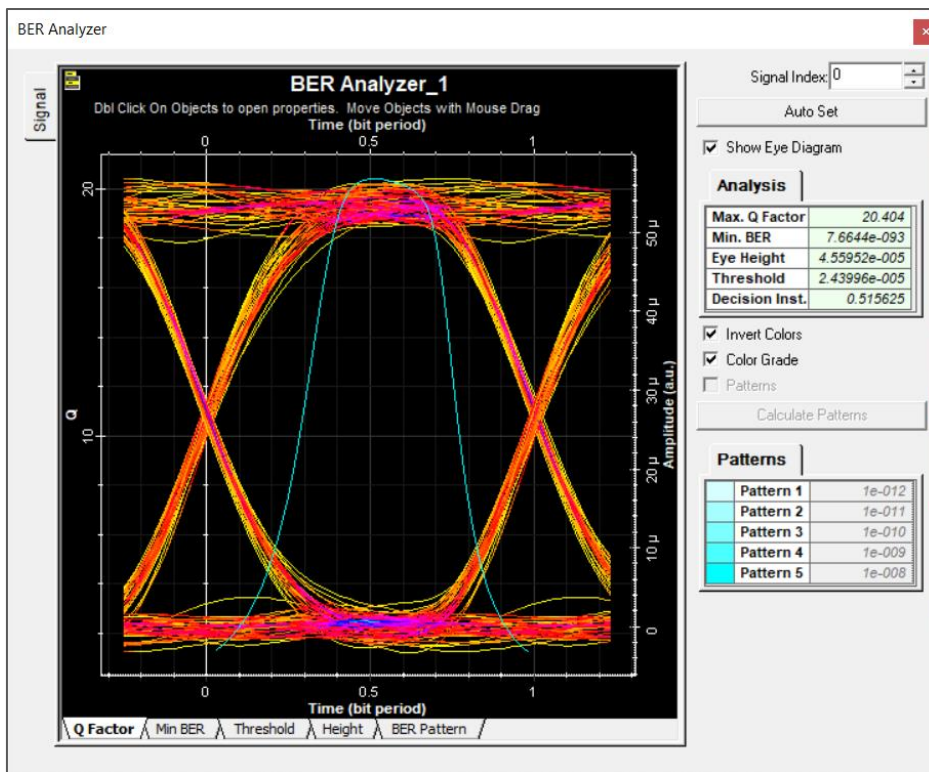 BER Analyzer
Signal
BER Analyzer_1
Dbl Click On Objects to open properties. Move Objects with Mouse Drag
Time (bit period)
0 0.5 1
20
10
Q
50 µ
40 µ
30 µ
20 µ
10 µ
0
Amplitude (a.u.)
0 0.5 1
Time (bit period)
Q Factor Min BER Threshold Height BER Pattern
Signal Index: 0
Auto Set
Show Eye Diagram
Analysis
Max. Q Factor 20.404
Min. BER 7.6644e-093
Eye Height 4.55952e-005
Threshold 2.43996e-005
Decision Inst. 0.515625
Invert Colors
Color Grade
Patterns
Calculate Patterns
Patterns
Pattern 1 1e-012
Pattern 2 1e-011
Pattern 3 1e-010
Pattern 4 1e-009
Pattern 5 1e-008